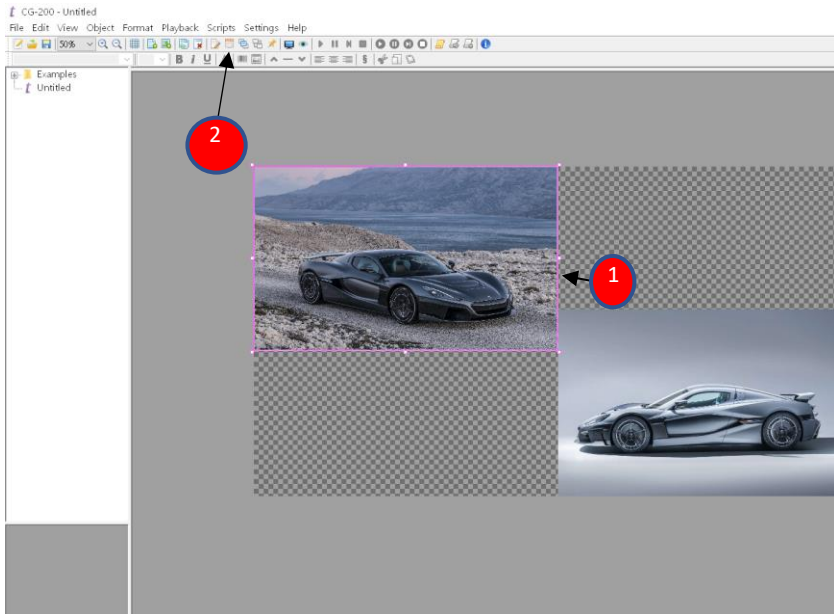 CG-200 - Untitled
File Edit View Object Format Playback Scripts Settings Help
50%
B i U
Examples
t Untitled
2
1